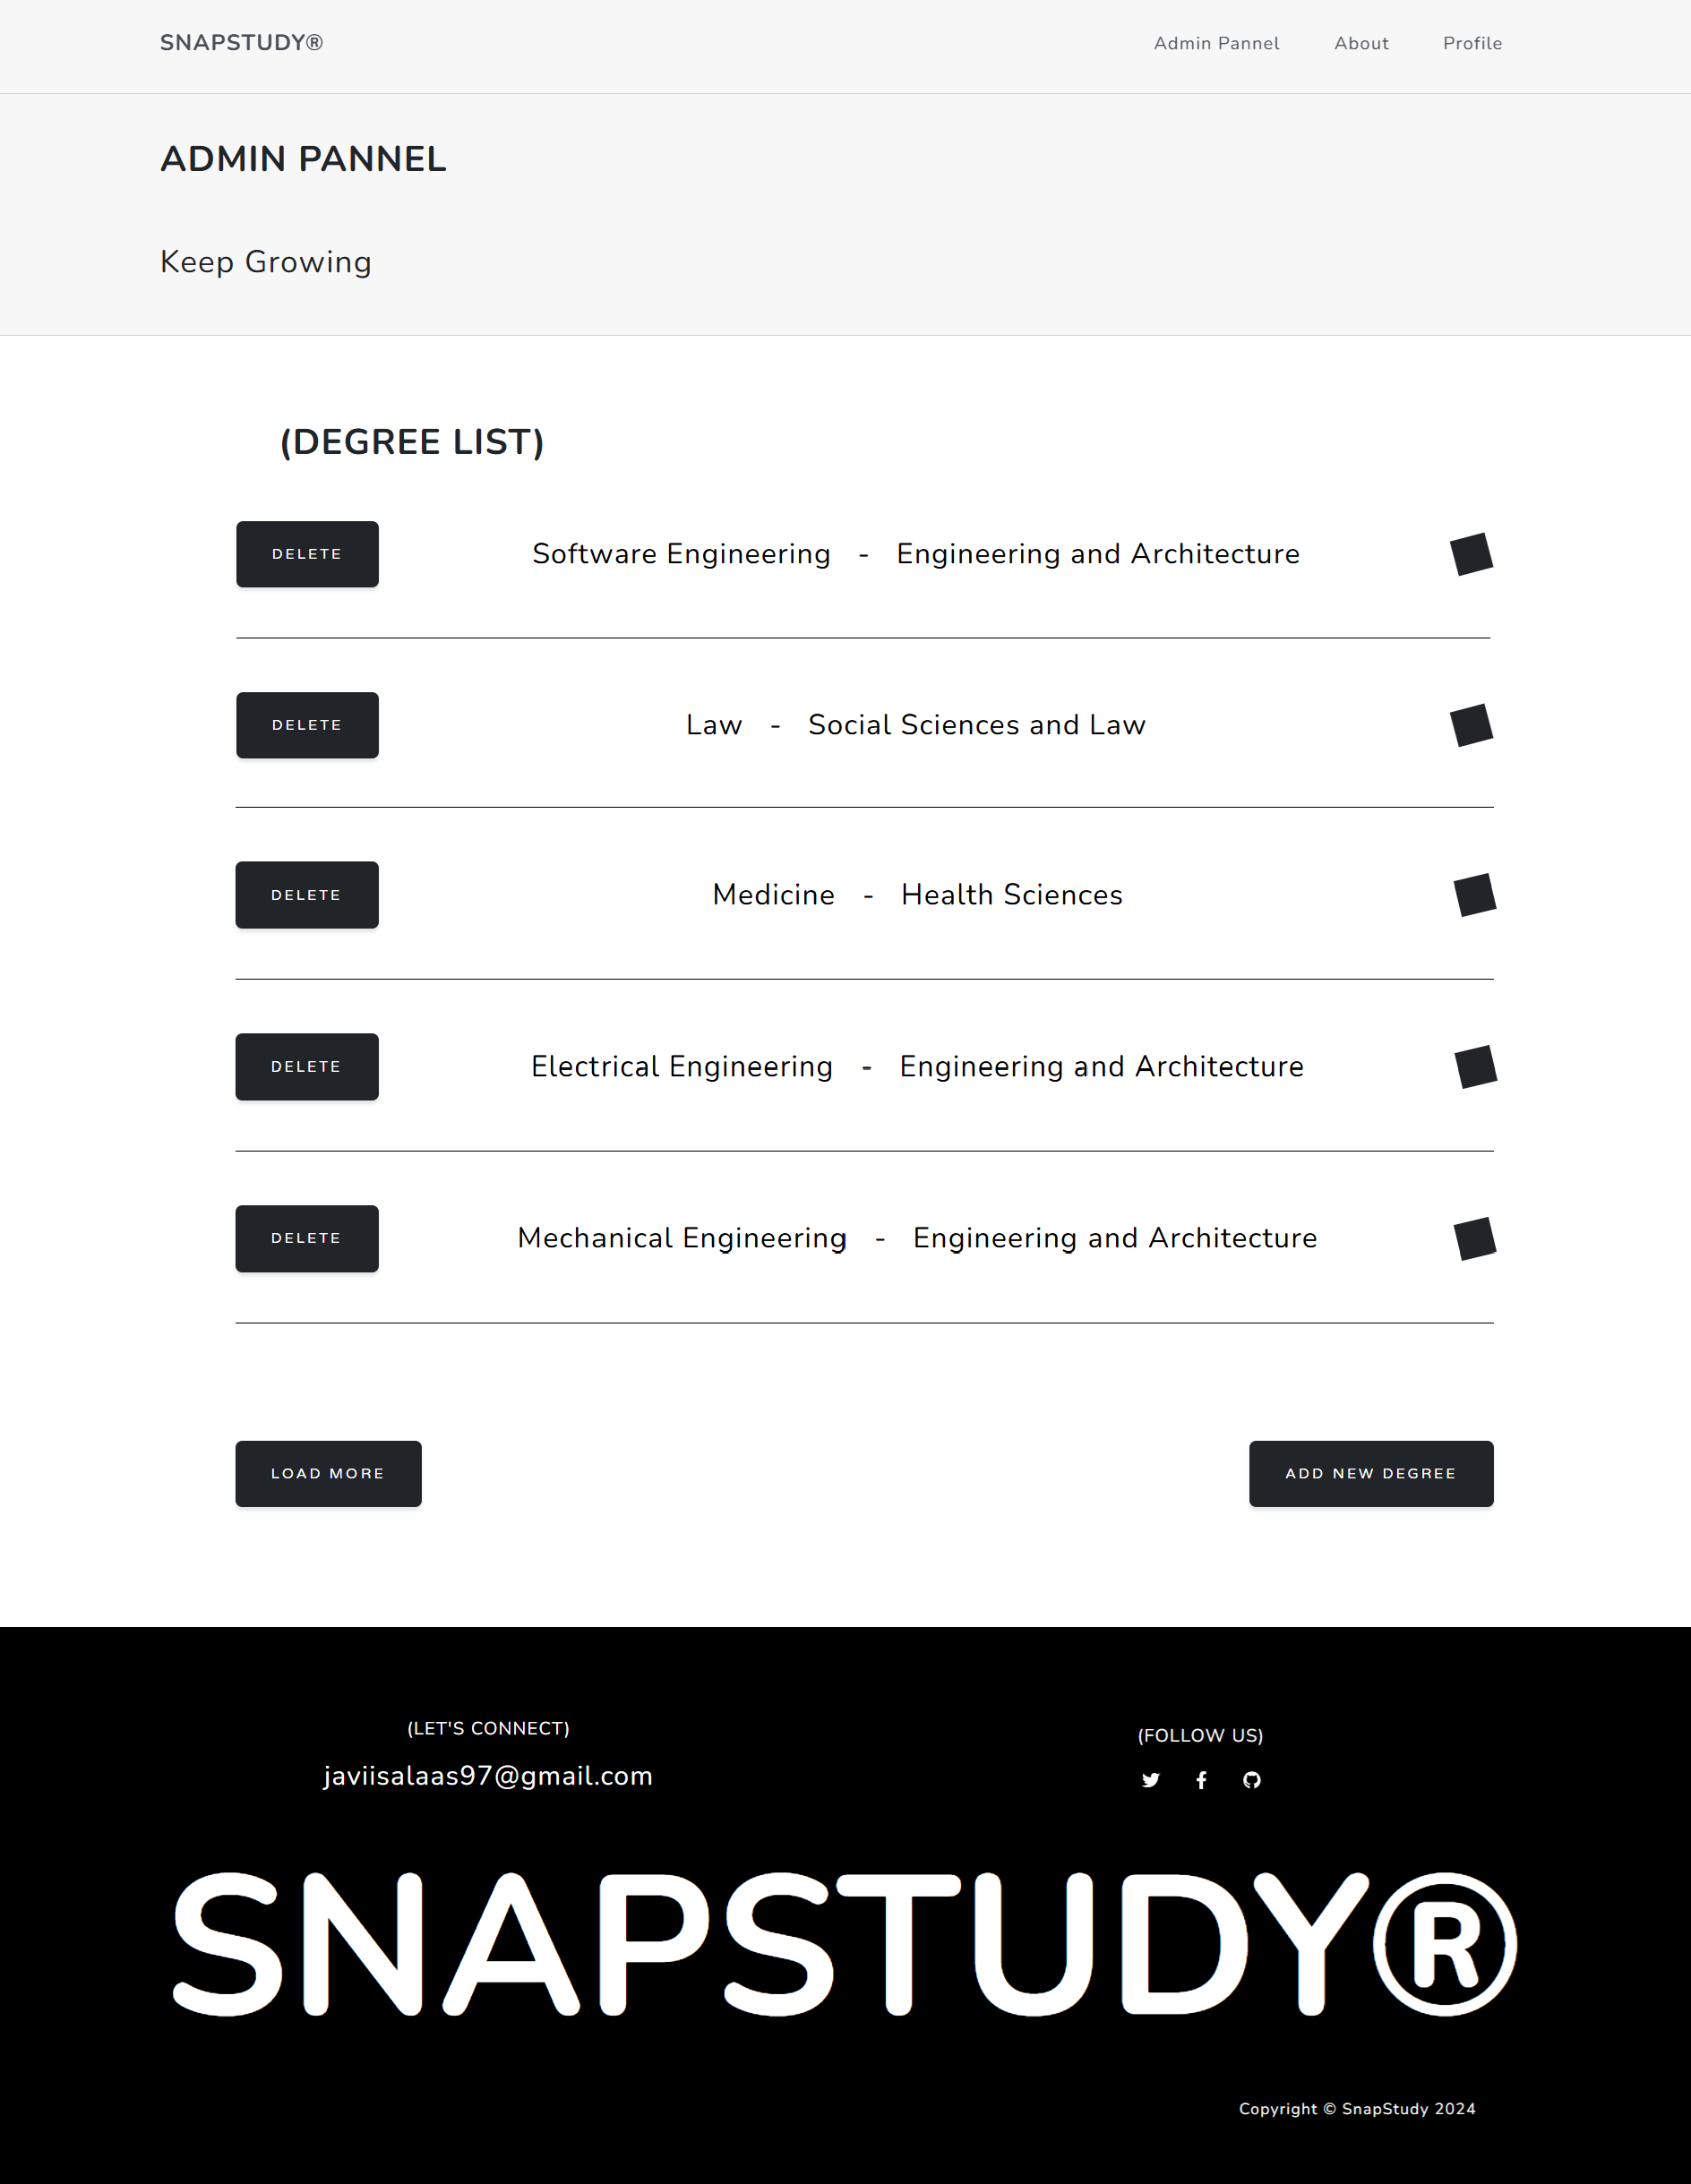 SNAPSTUDY®
Admin Pannel About Profile
ADMIN PANNEL
Keep Growing
(DEGREE LIST)
DELETE Software Engineering - Engineering and Architecture
DELETE Law - Social Sciences and Law
DELETE Medicine - Health Sciences
DELETE Electrical Engineering - Engineering and Architecture
DELETE Mechanical Engineering - Engineering and Architecture
LOAD MORE ADD NEW DEGREE
(LET'S CONNECT)
javiisalaas97@gmail.com
(FOLLOW US)
SNAPSTUDY®
Copyright © SnapStudy 2024